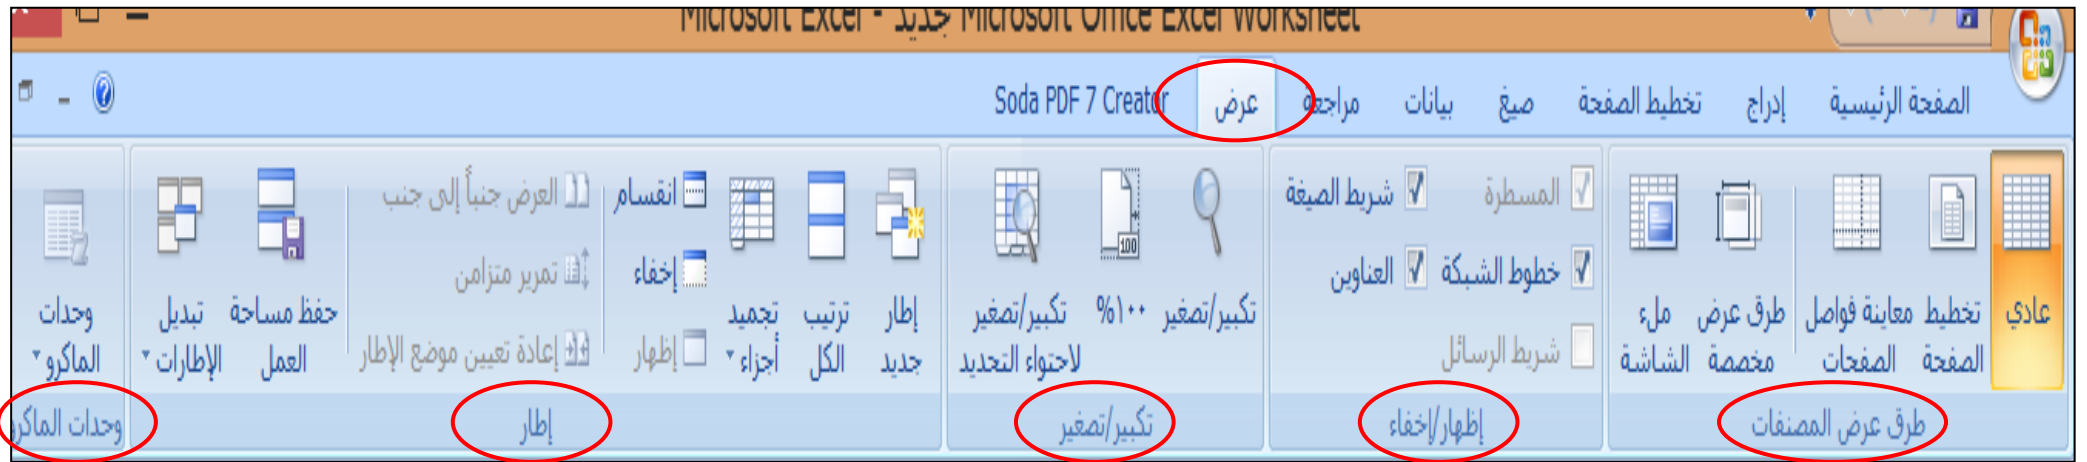 Microsoft Excel - جديد Microsoft Office Excel Worksheet
الصفحة الرئيسية إدراج تخطيط الصفحة صيغ بيانات مراجعة عرض Soda PDF 7 Creator
عادي
تخطيط الصفحة
معاينة فواصل الصفحات
طرق عرض مخصصة
ملء الشاشة
طرق عرض المصنفات
المسطرة
شريط الصيغة
خطوط الشبكة
العناوين
شريط الرسائل
إظهار/إخفاء
تكبير/تصغير
%١٠٠
100
تكبير/تصغير لاحتواء التحديد
تكبير/تصغير
إطار جديد
ترتيب الكل
تجميد أجزاء
انقسام
إخفاء
إظهار
العرض جنباً إلى جنب
تمرير متزامن
إعادة تعيين موضع الإطار
حفظ مساحة العمل
تبديل الإطارات
إطار
وحدات الماكرو
وحدات الماكرو